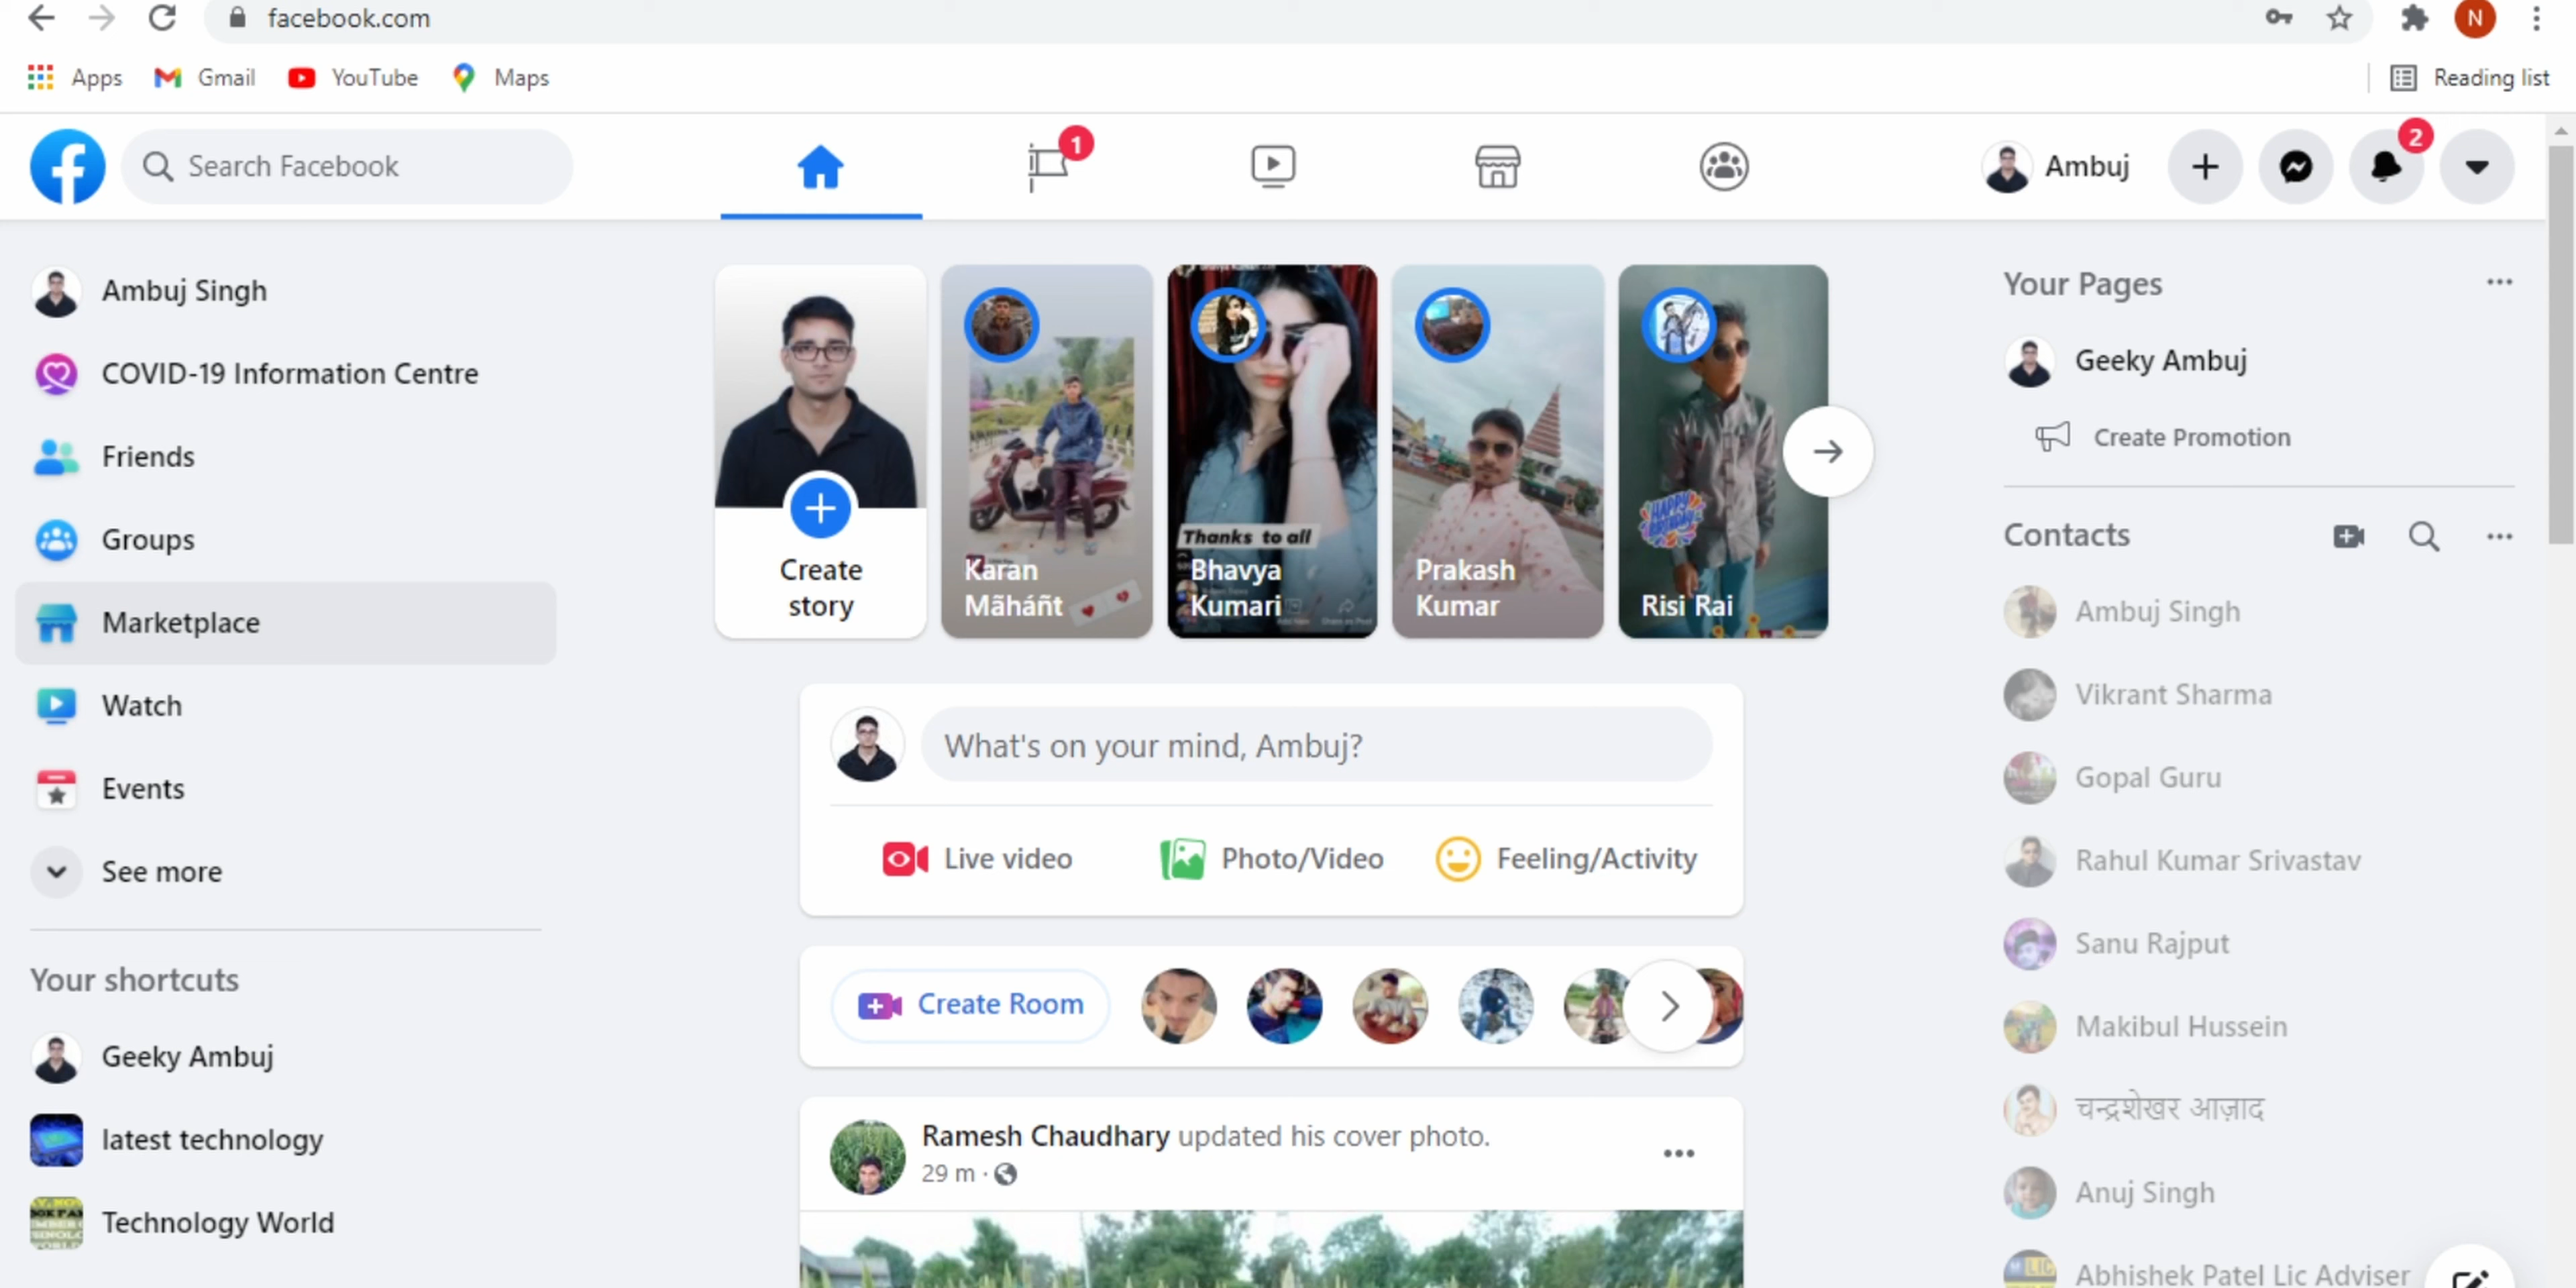 facebook.com
N
Apps
Gmail
YouTube
Maps
Reading list
Search Facebook
1
Ambuj
2
Ambuj Singh
COVID-19 Information Centre
Friends
Groups
Marketplace
Watch
Events
See more
Your shortcuts
Geeky Ambuj
latest technology
Technology World
Create
story
Karan
Mãháñt
Thanks to all
Bhavya
Kumari
Prakash
Kumar
HAPPY
BIRTHDAY
Risi Rai
What's on your mind, Ambuj?
Live video
Photo/Video
Feeling/Activity
Create Room
Ramesh Chaudhary updated his cover photo.
29 m ·
Your Pages
Geeky Ambuj
Create Promotion
Contacts
Ambuj Singh
Vikrant Sharma
Gopal Guru
Rahul Kumar Srivastav
Sanu Rajput
Makibul Hussein
चन्द्रशेखर आज़ाद
Anuj Singh
Abhishek Patel Lic Adviser